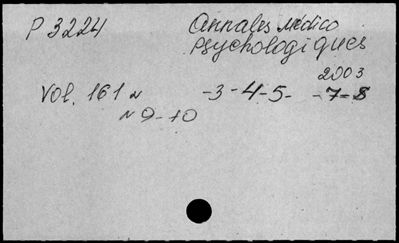 P 3224
Annales Médico
Psychologiques
2003
Vol. 161 N -3-4-5- -7-8
N 9-10